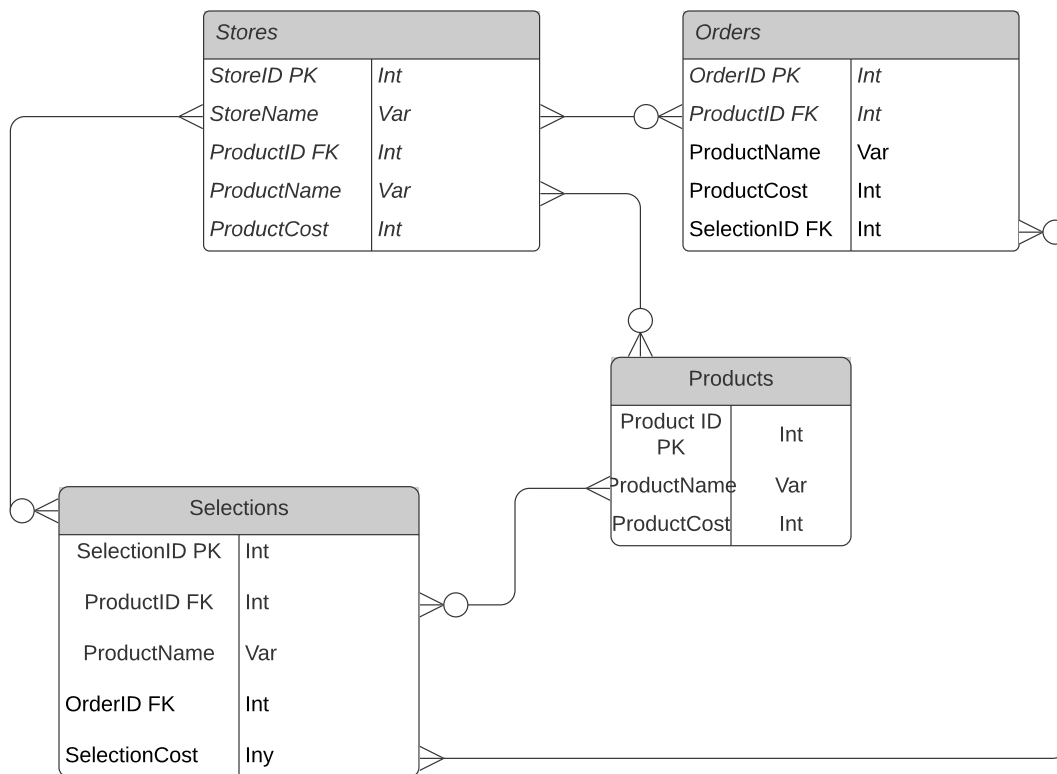 Stores
StoreID PK Int
StoreName Var
ProductID FK Int
ProductName Var
ProductCost Int
Orders
OrderID PK Int
ProductID FK Int
ProductName Var
ProductCost Int
SelectionID FK Int
Products
Product ID
PK Int
ProductName Var
ProductCost Int
Selections
SelectionID PK Int
ProductID FK Int
ProductName Var
OrderID FK Int
SelectionCost Iny